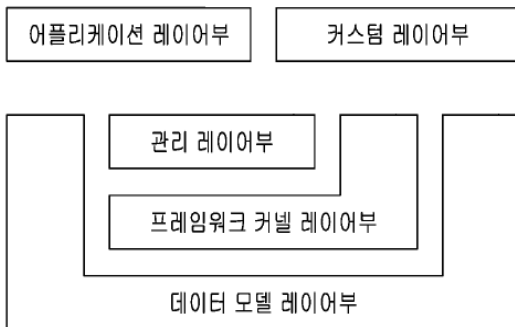 어플리케이션 레이어부
커스텀 레이어부
관리 레이어부
프레임워크 커널 레이어부
데이터 모델 레이어부